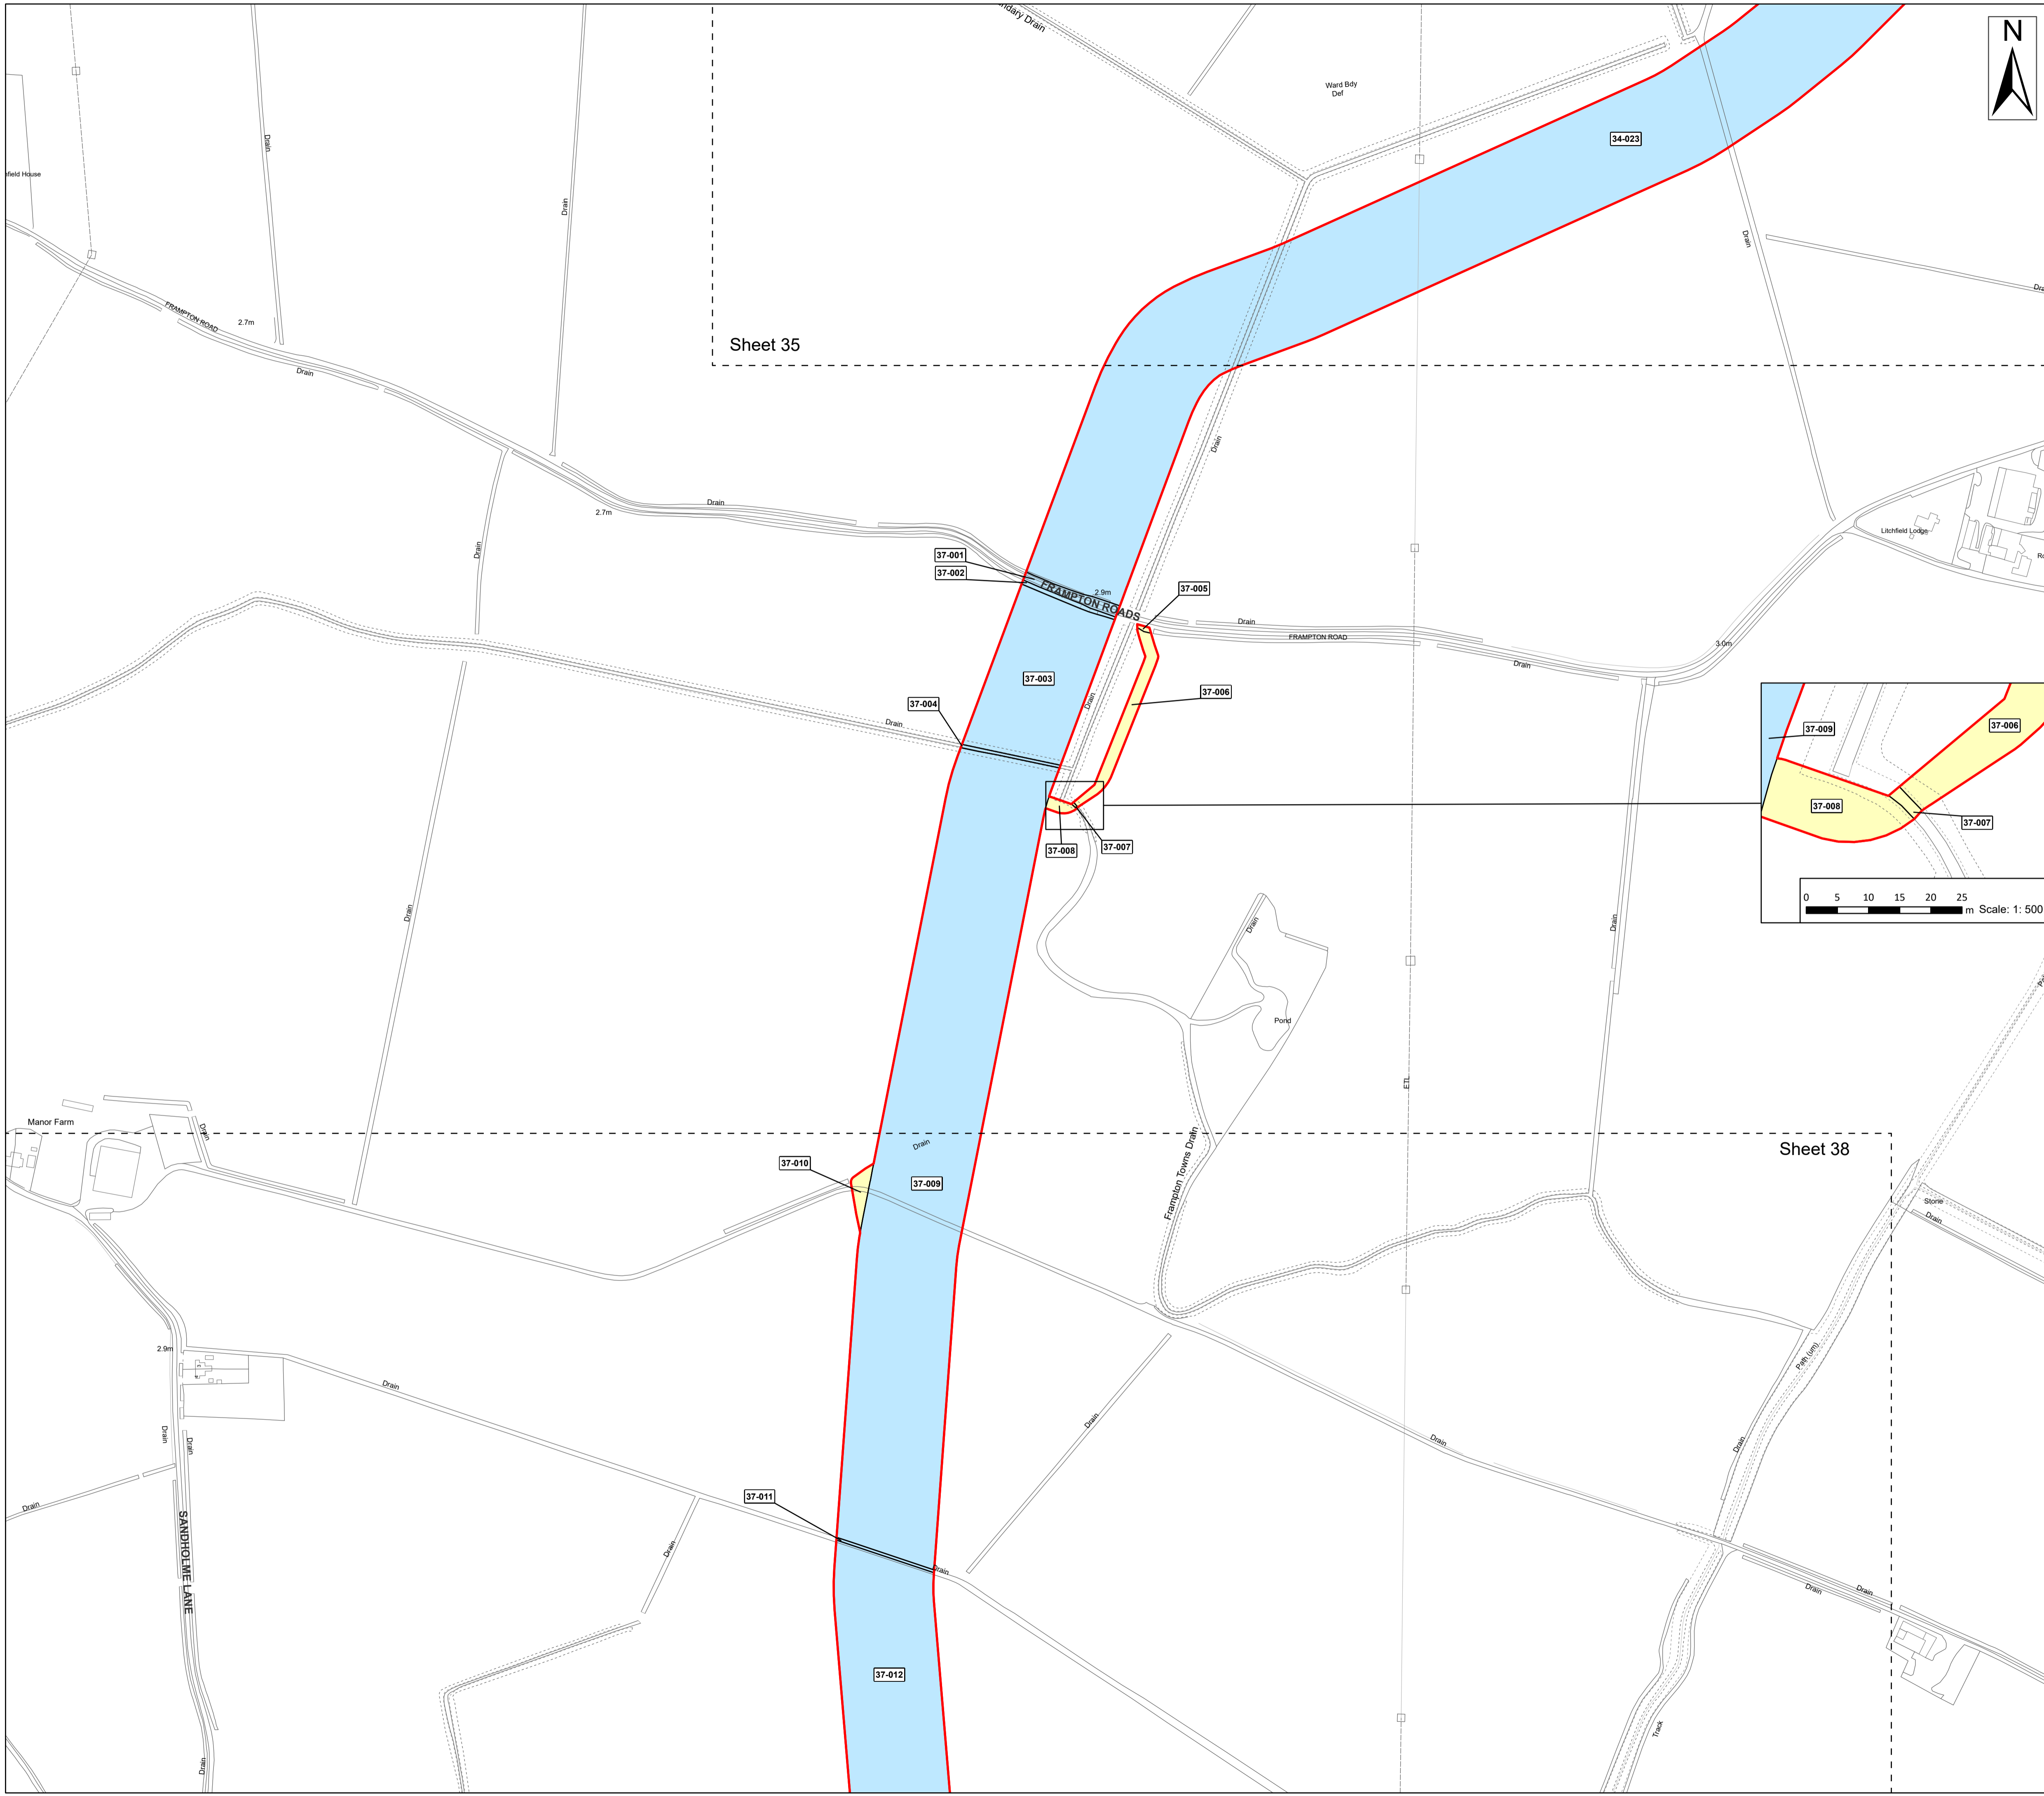 ndary Drain
N
Ward Bdy
Def
34-023
Drain
nfield House
Drain
Drain
Dra
FRAMPTON ROAD
2.7m
Sheet 35
Drain
Drain
Drain
2.7m
Litchfield Lodge
Ro
Drain
37-001
37-002
FRAMPTON ROADS
2.9m
37-005
Drain
FRAMPTON ROAD
3.0m
Drain
37-003
37-006
Drain
37-004
Drain
37-009
37-006
37-008
37-007
37-008
37-007
0 5 10 15 20 25
m Scale: 1: 500
Drain
Drain
Drain
Pond
ETL
Manor Farm
Drain
Drain
Sheet 38
Frampton Towns Drain
37-010
37-009
Stone
Drain
2.9m
Path (um)
Drain
Drain
Drain
Drain
Drain
Drain
Drain
37-011
Drain
SANDHOLME LANE
Drain
Drain
Drain
Drain
37-012
Track
Drain